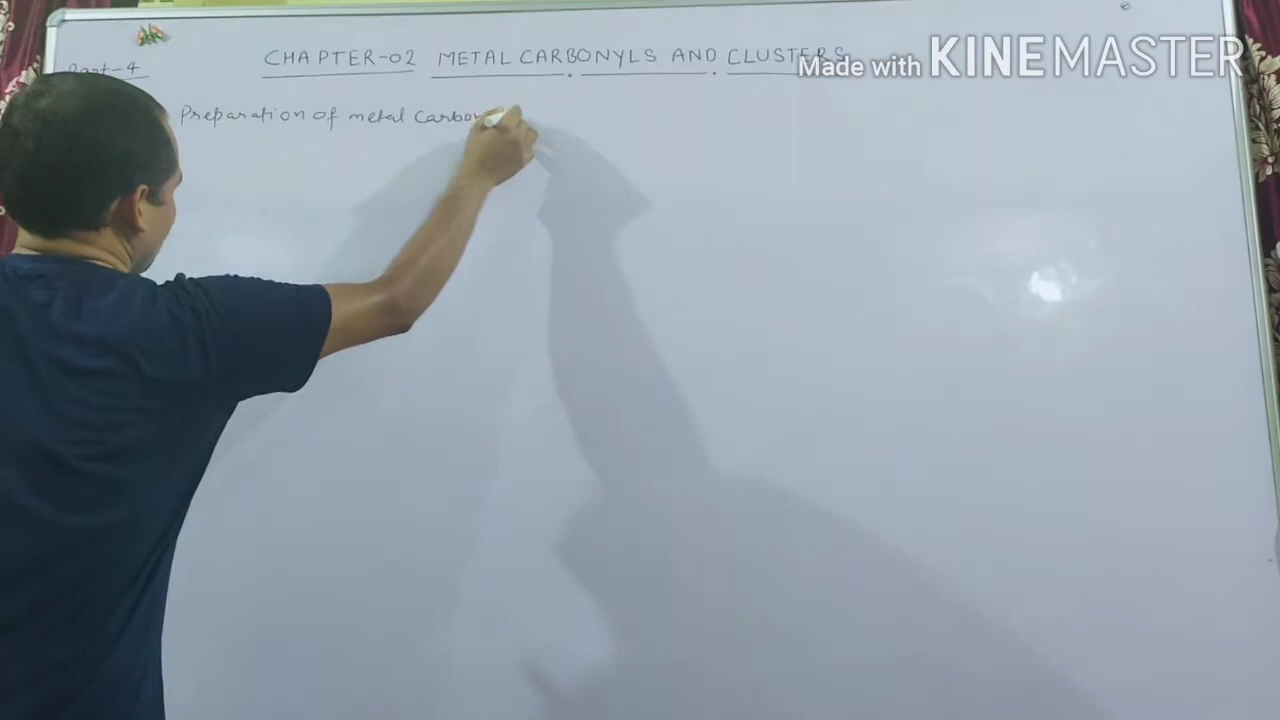 CHAPTER-02 METAL CARBONYLS AND CLUSTERS
Made with KINEMASTER
Part-4
Preparation of metal Carbon